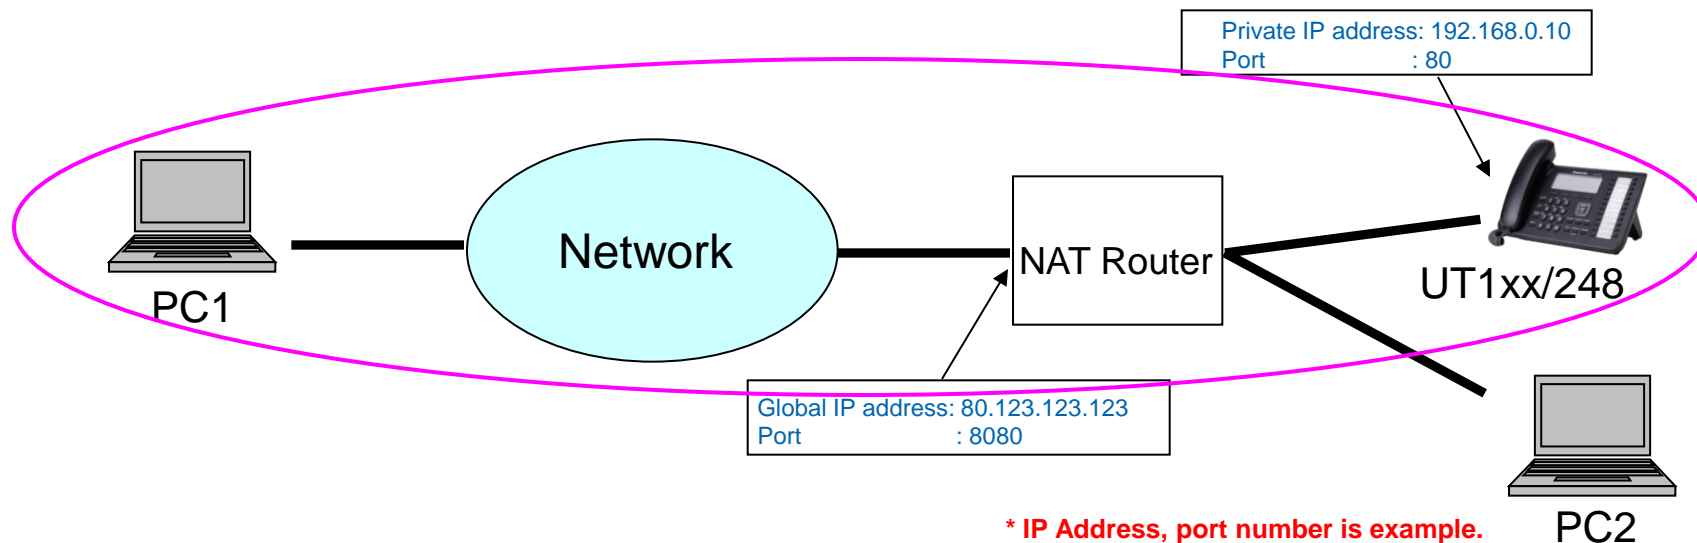 Private IP address: 192.168.0.10
Port : 80
PC1
Network
NAT Router
UT1xx/248
Global IP address: 80.123.123.123
Port : 8080
* IP Address, port number is example.
PC2